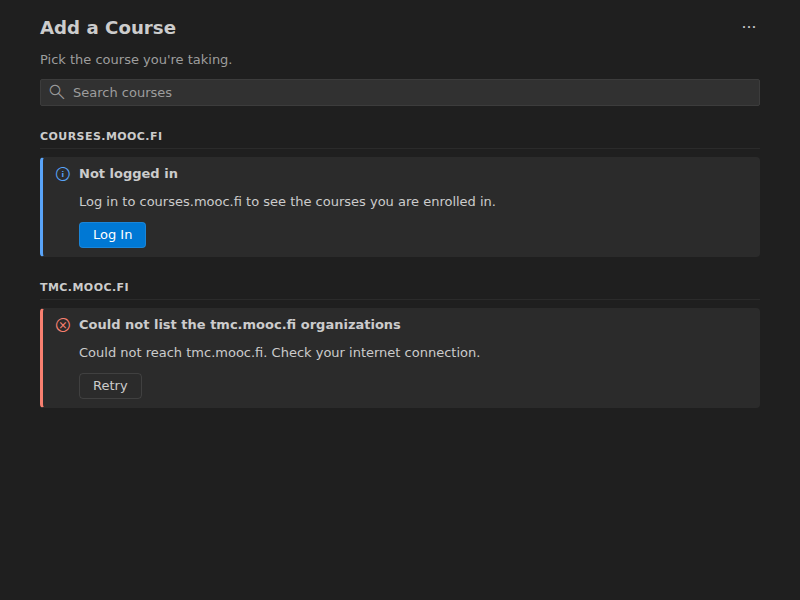 Add a Course
Pick the course you're taking.
Search courses
COURSES.MOOC.FI
Not logged in
Log in to courses.mooc.fi to see the courses you are enrolled in.
Log In
TMC.MOOC.FI
Could not list the tmc.mooc.fi organizations
Could not reach tmc.mooc.fi. Check your internet connection.
Retry